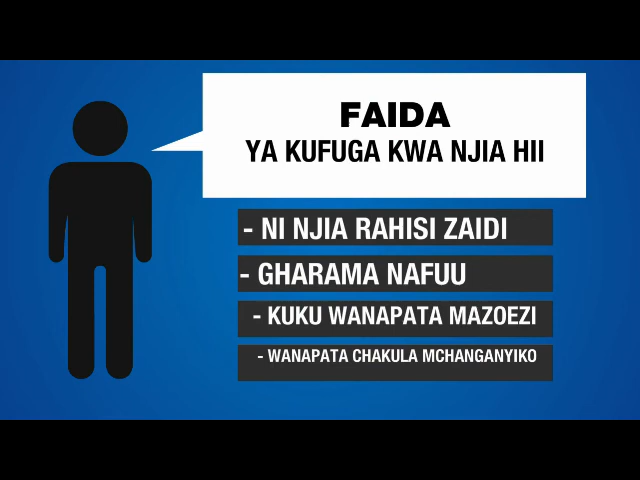 FAIDA
YA KUFUGA KWA NJIA HII
- NI NJIA RAHISI ZAIDI
- GHARAMA NAFUU
- KUKU WANAPATA MAZOEZI
- WANAPATA CHAKULA MCHANGANYIKO